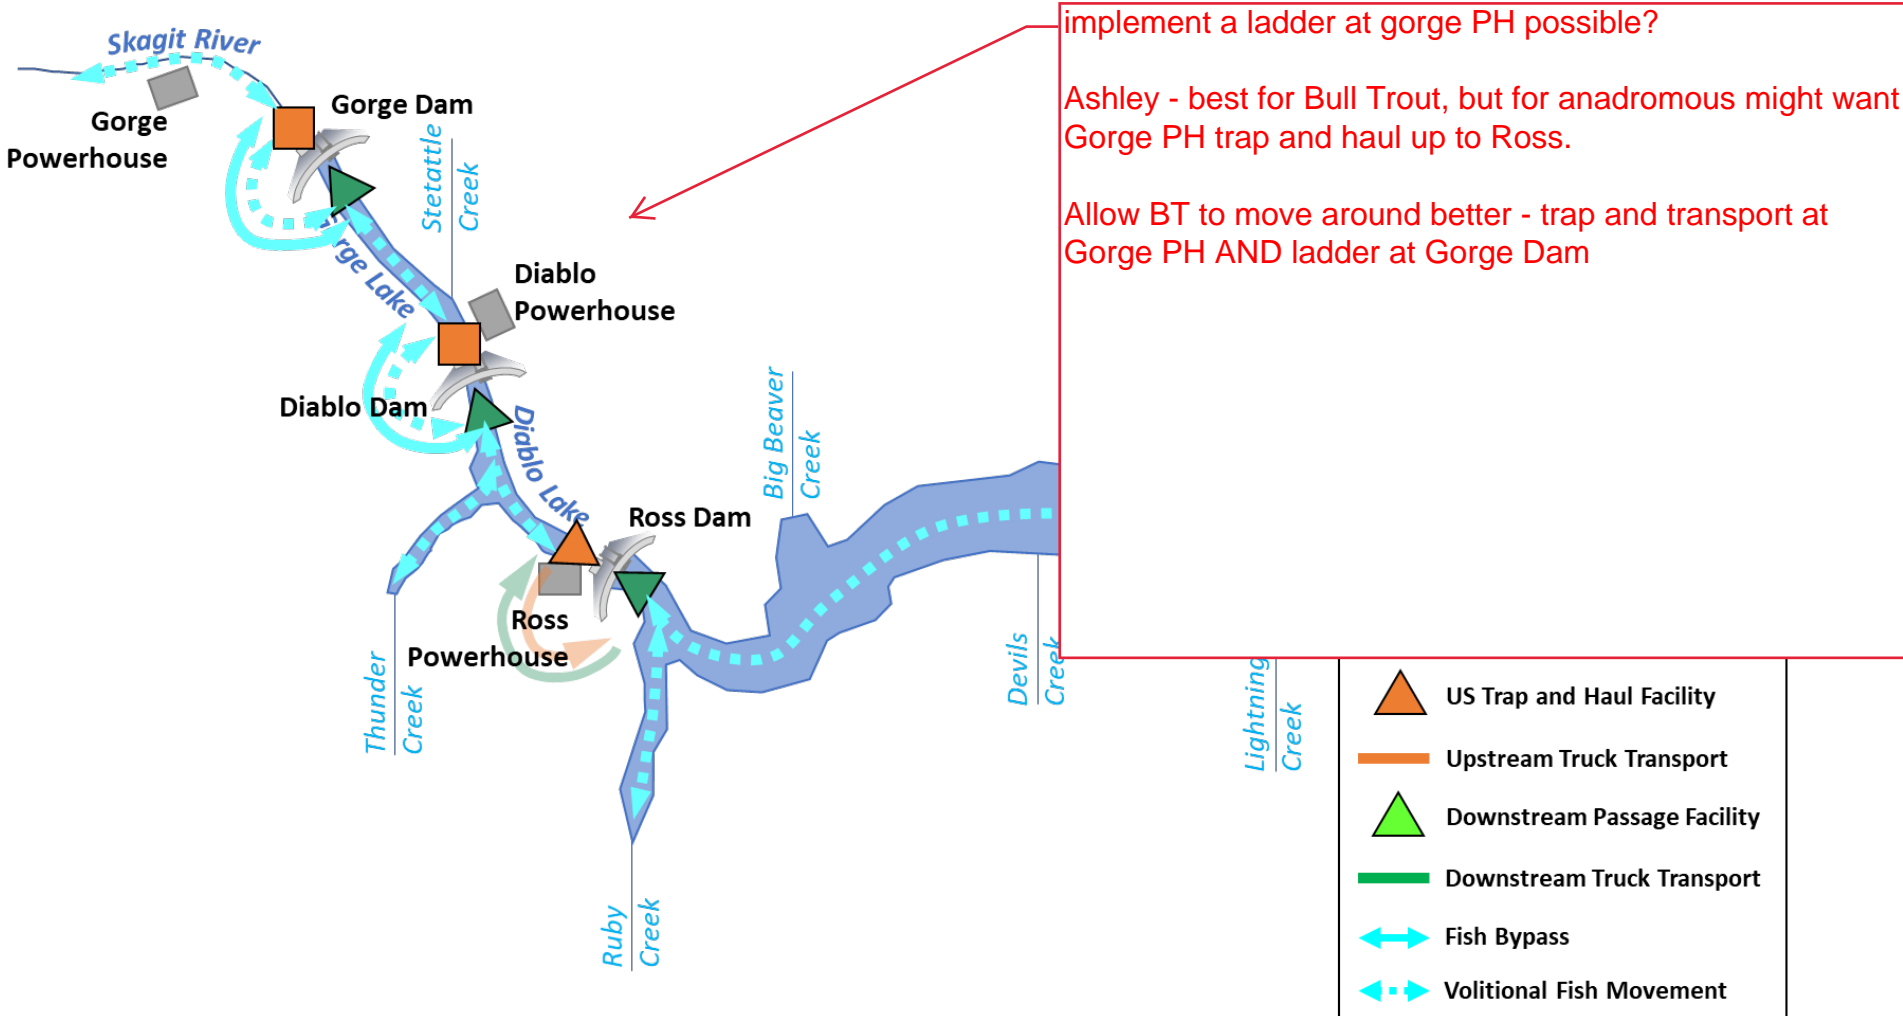 implement a ladder at gorge PH possible?
Ashley - best for Bull Trout, but for anadromous might want
Gorge PH trap and haul up to Ross.
Allow BT to move around better - trap and transport at
Gorge PH AND ladder at Gorge Dam
Skagit River
Gorge
Powerhouse
Gorge Dam
Stetattle
Creek
Gorge Lake
Diablo
Powerhouse
Diablo Dam
Diablo Lake
Big Beaver
Creek
Ross Dam
Ross
Powerhouse
Thunder
Creek
Ruby
Creek
Devils
Creek
Lightning
Creek
US Trap and Haul Facility
Upstream Truck Transport
Downstream Passage Facility
Downstream Truck Transport
Fish Bypass
Volitional Fish Movement